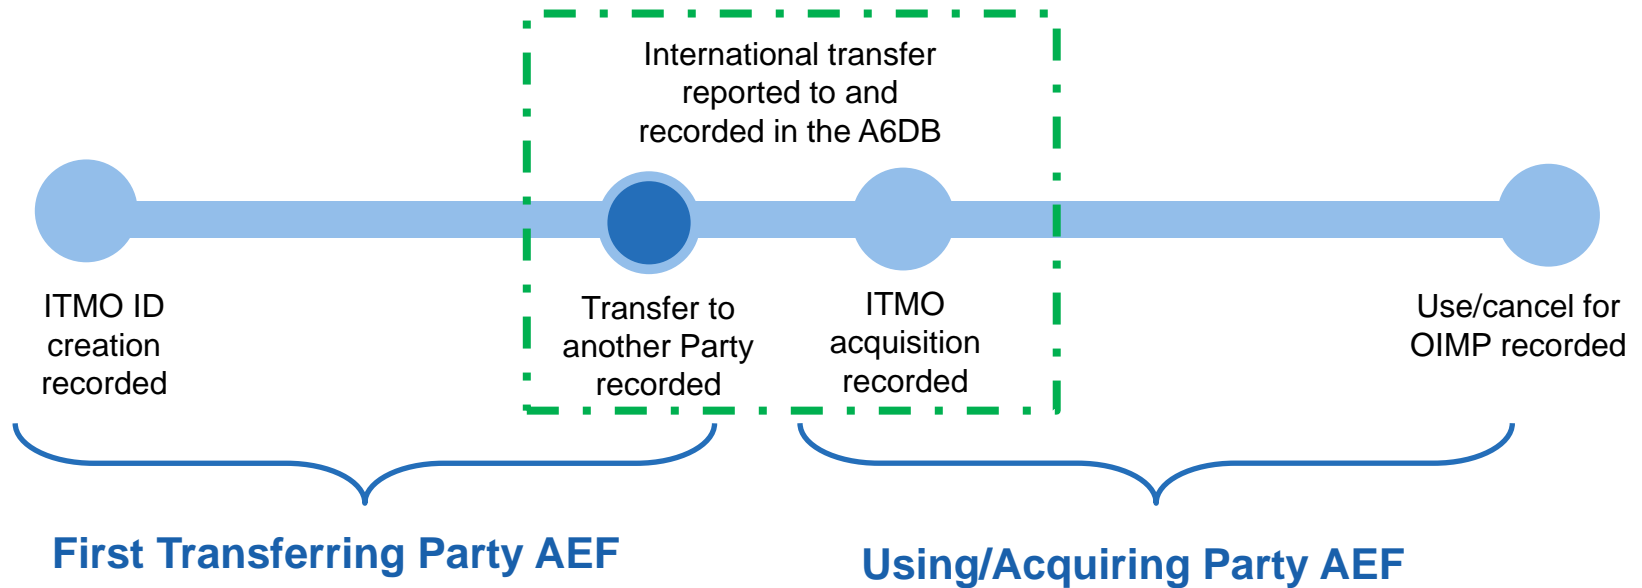 International transfer
reported to and
recorded in the A6DB
ITMO ID
creation
recorded
Transfer to
another Party
recorded
ITMO
acquisition
recorded
Use/cancel for
OIMP recorded
First Transferring Party AEF
Using/Acquiring Party AEF